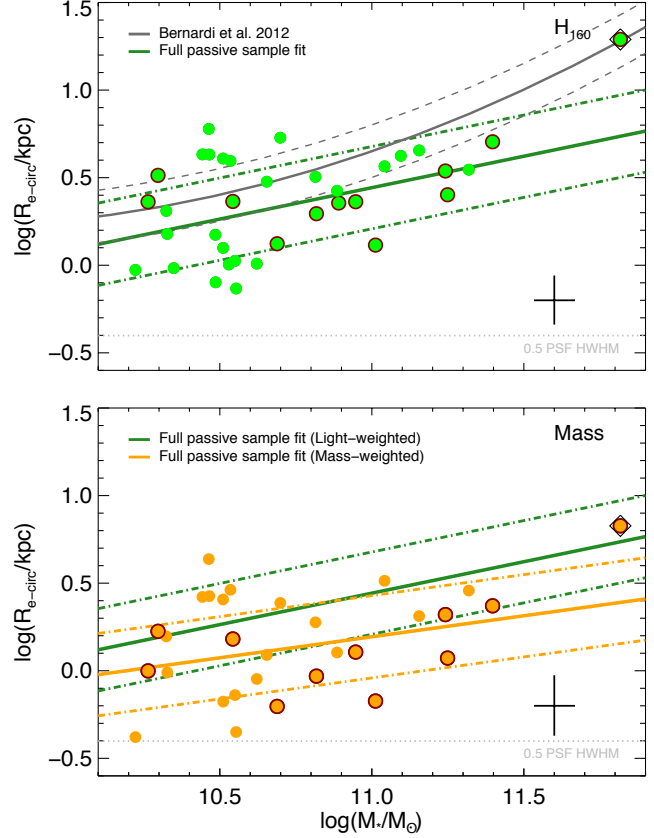 1.5
Bernardi et al. 2012
H160
Full passive sample fit
1.0
log(Re−circ/kpc)
0.5
0.0
0.5 PSF HWHM
−0.5
1.5
Full passive sample fit (Light−weighted)
Mass
Full passive sample fit (Mass−weighted)
1.0
log(Re−circ/kpc)
0.5
0.0
0.5 PSF HWHM
−0.5
10.5 11.0 11.5
log(M*/M⊙)